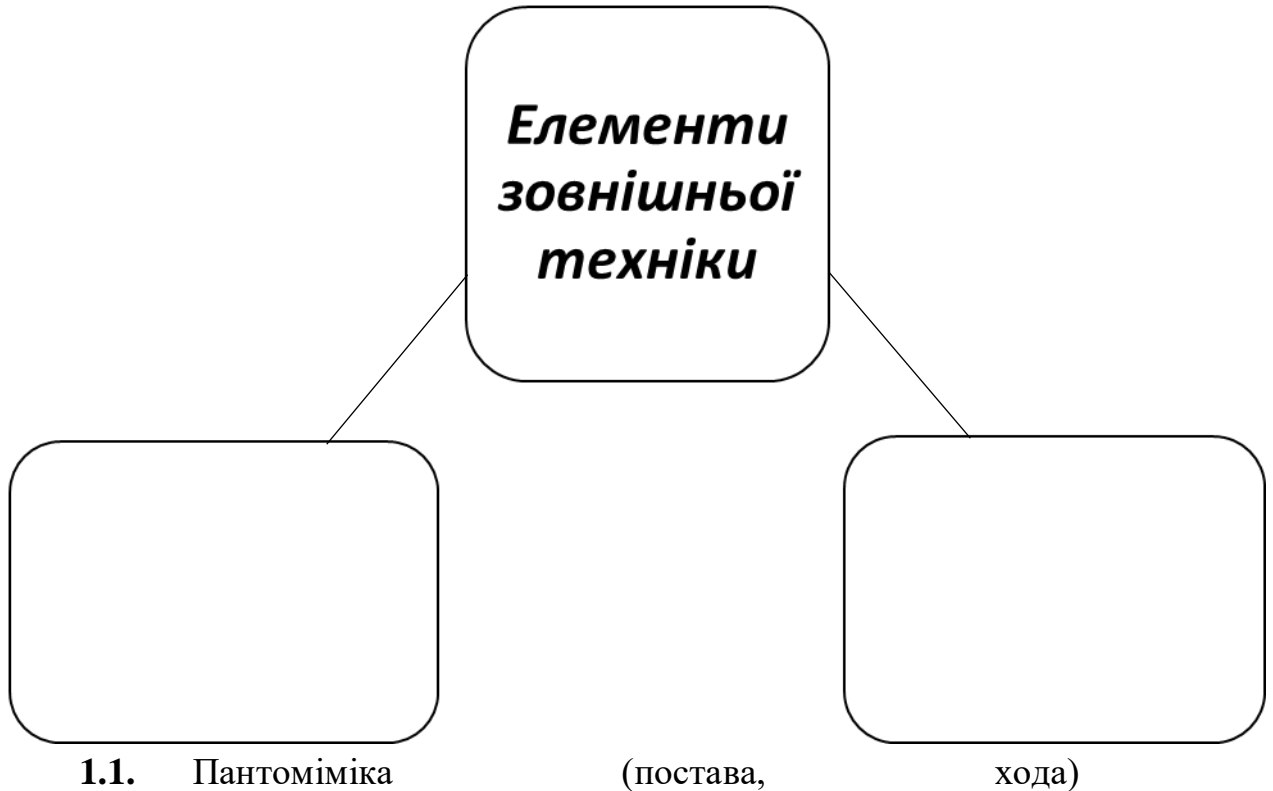 Елементи
зовнішньої
техніки
1.1. Пантоміміка (постава, хода)